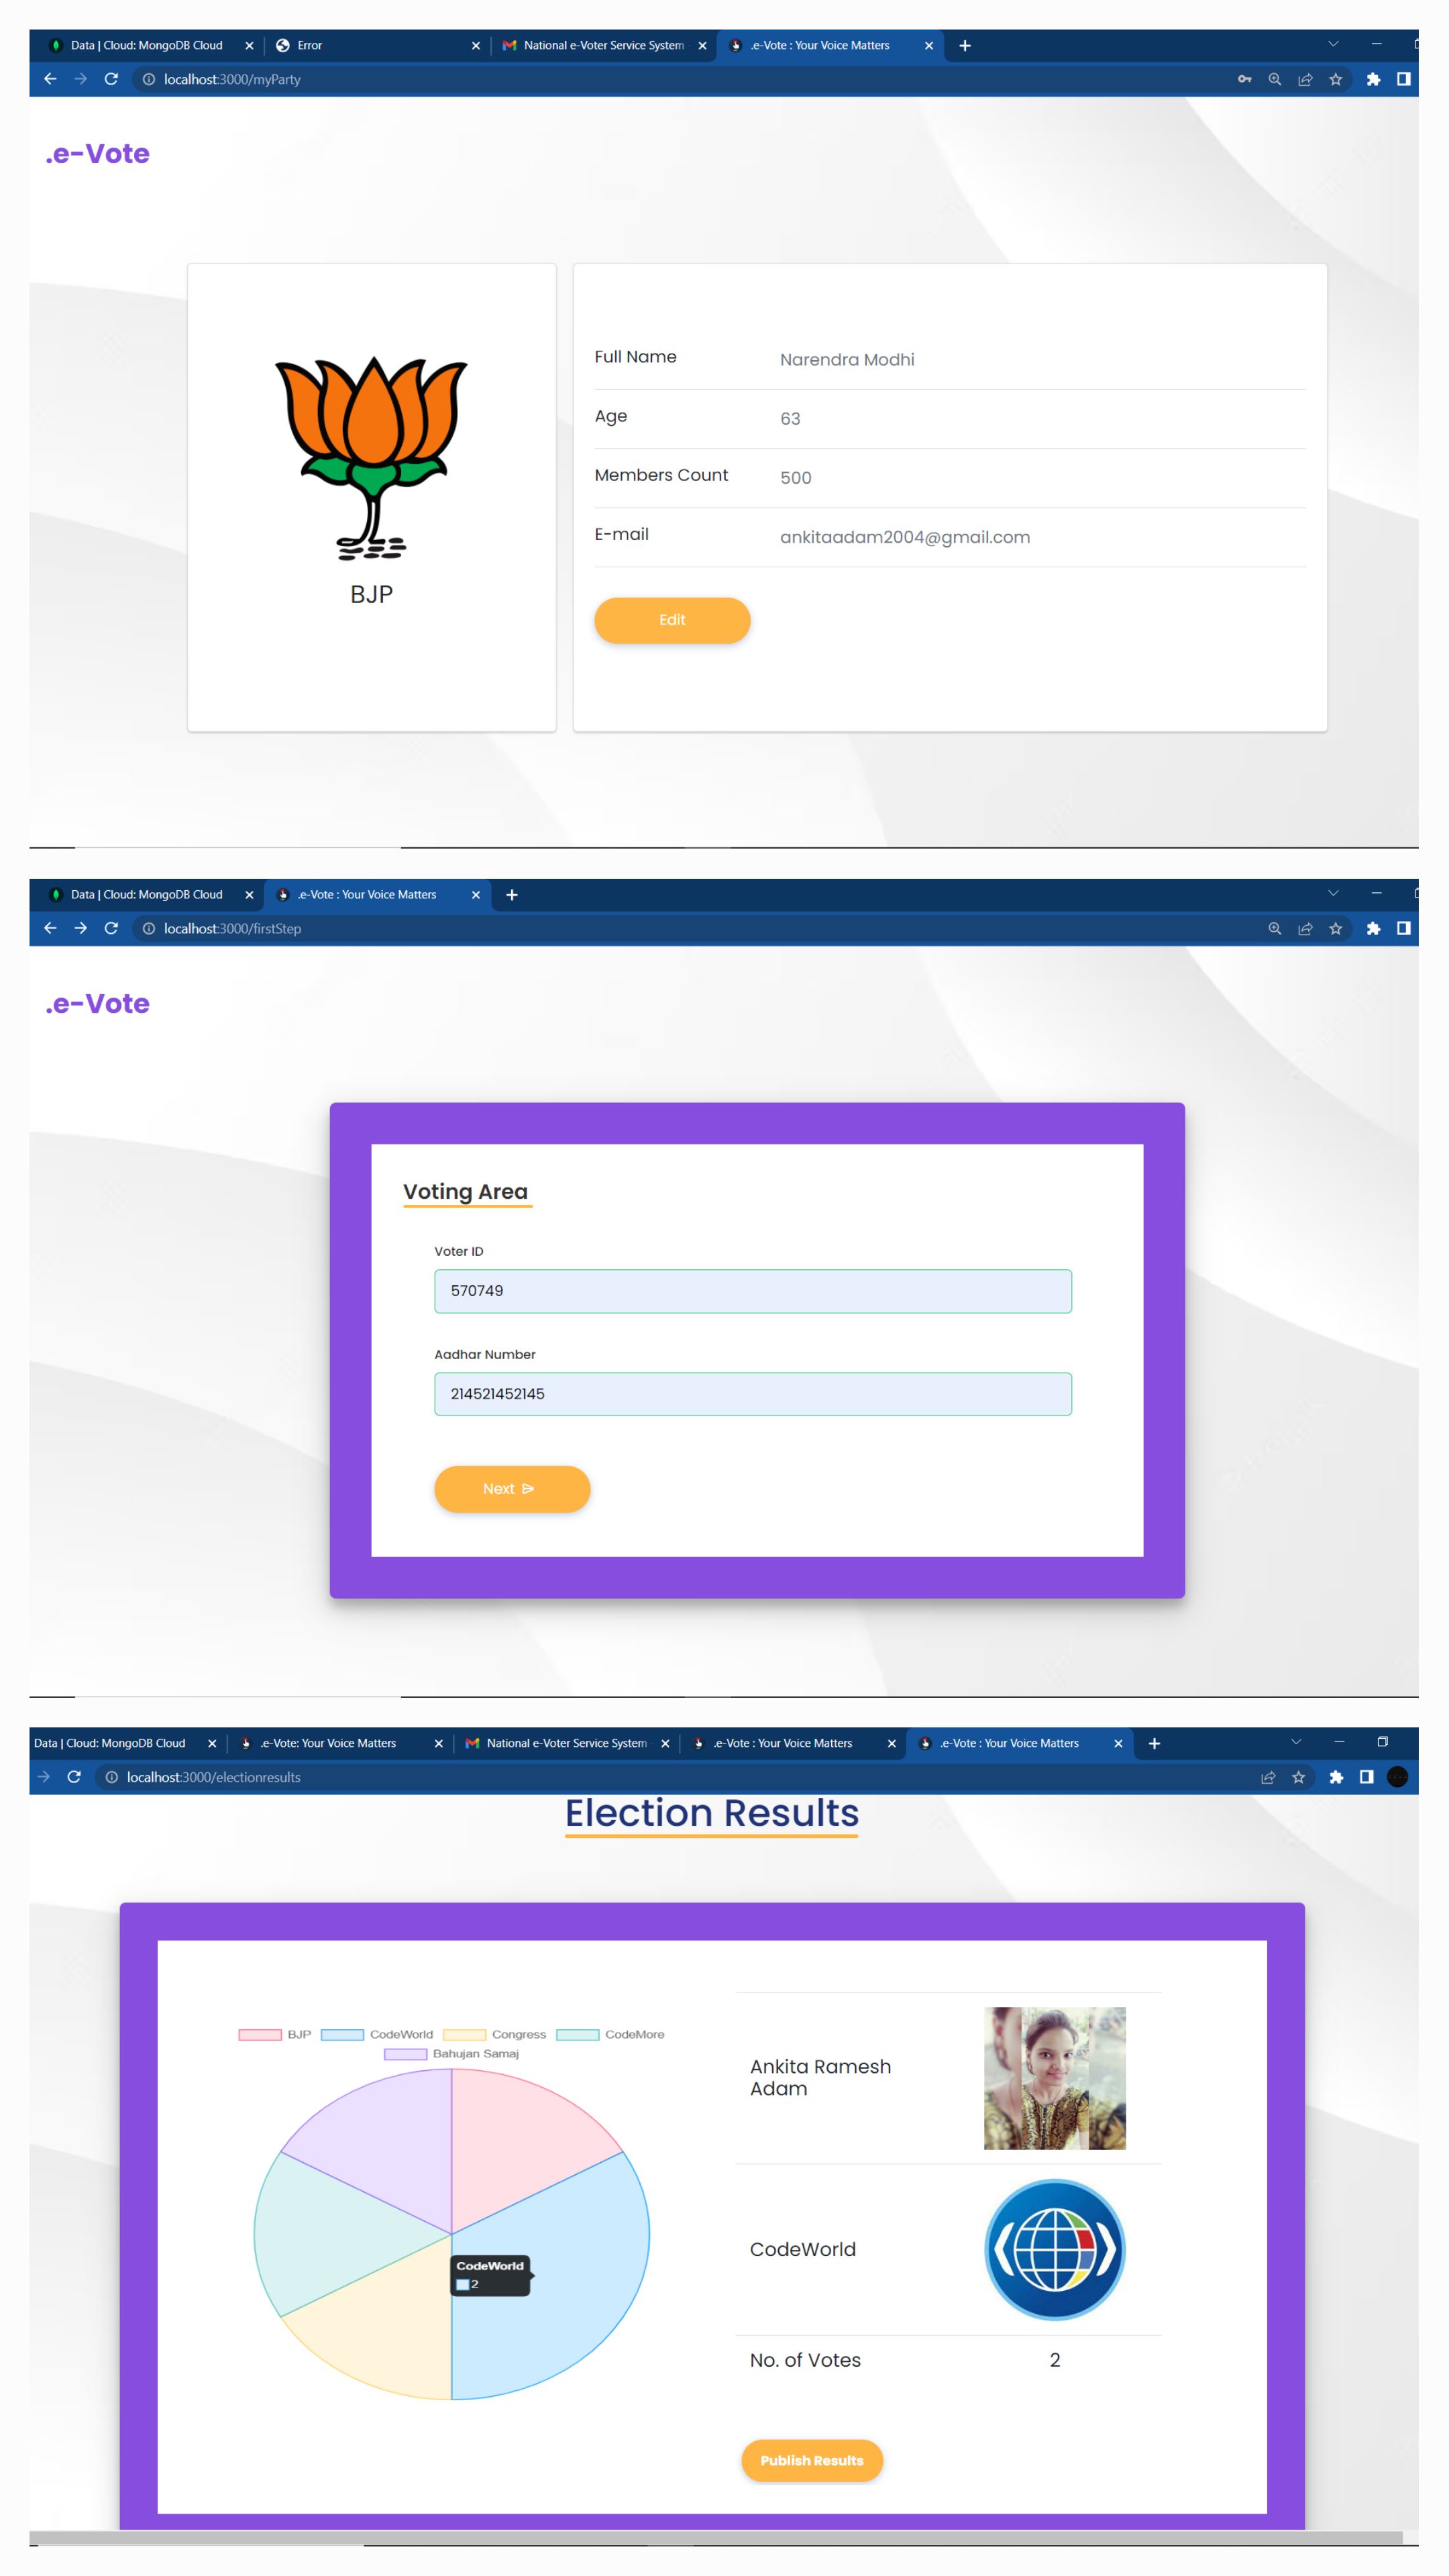 Data | Cloud: MongoDB Cloud
Error
National e-Voter Service System
.e-Vote : Your Voice Matters
localhost:3000/myParty
.e-Vote
BJP
Full Name Narendra Modhi
Age 63
Members Count 500
E-mail ankitaadam2004@gmail.com
Edit
Data | Cloud: MongoDB Cloud
.e-Vote : Your Voice Matters
localhost:3000/firstStep
.e-Vote
Voting Area
Voter ID
570749
Aadhar Number
214521452145
Next
Data | Cloud: MongoDB Cloud
.e-Vote: Your Voice Matters
National e-Voter Service System
.e-Vote : Your Voice Matters
.e-Vote : Your Voice Matters
localhost:3000/electionresults
Election Results
BJP CodeWorld Congress CodeMore
Bahujan Samaj
CodeWorld
2
Ankita Ramesh
Adam
CodeWorld
No. of Votes 2
Publish Results